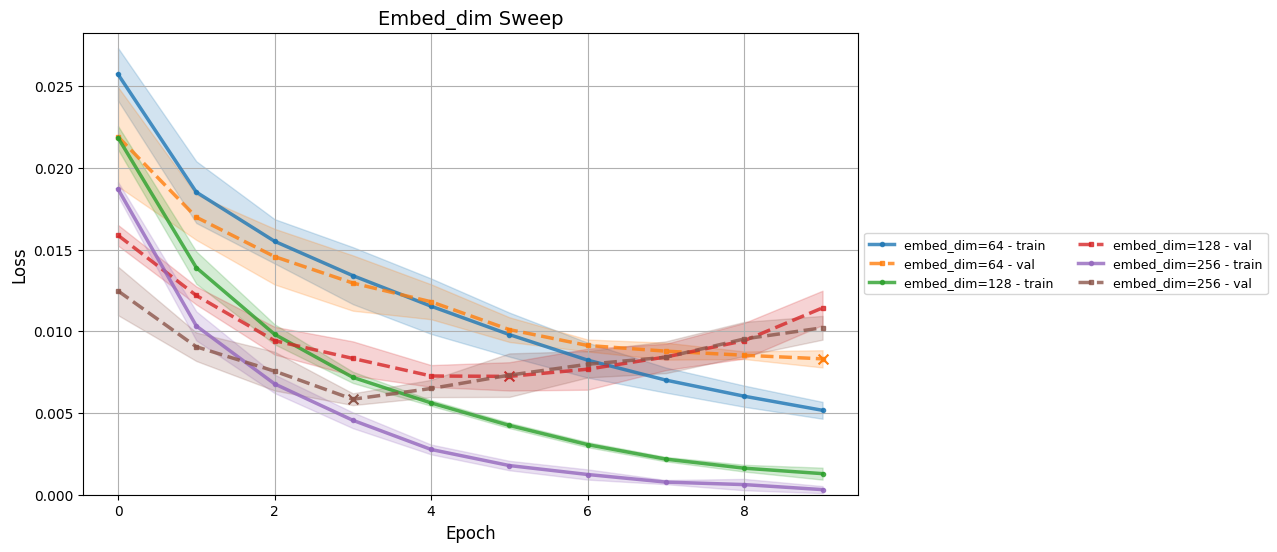 Embed_dim Sweep
Loss
0.025
0.020
0.015
0.010
0.005
0.000
0 2 4 6 8
Epoch
embed_dim=64 - train
embed_dim=64 - val
embed_dim=128 - train
embed_dim=128 - val
embed_dim=256 - train
embed_dim=256 - val